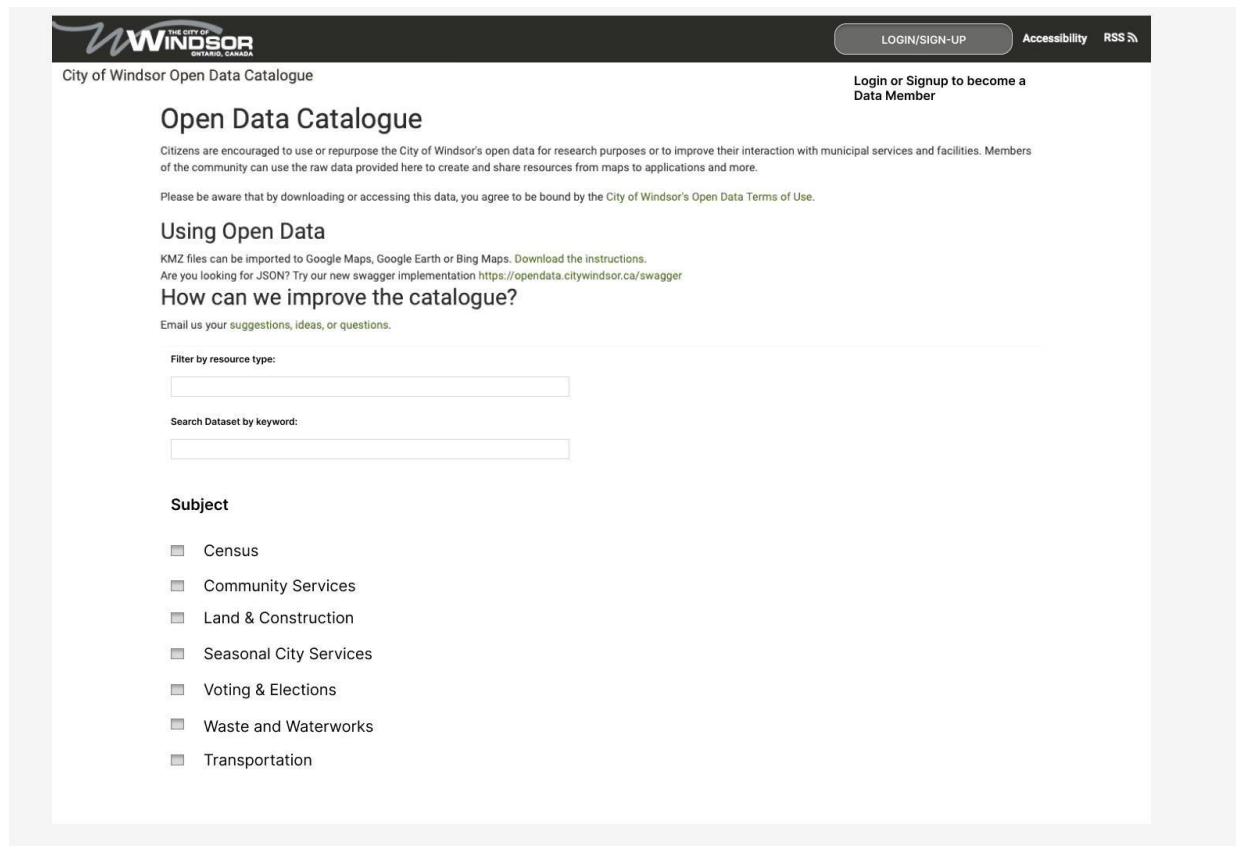 THE CITY OF
WINDSOR
ONTARIO, CANADA
LOGIN/SIGN-UP
Accessibility
RSS
City of Windsor Open Data Catalogue
Login or Signup to become a
Data Member
Open Data Catalogue
Citizens are encouraged to use or repurpose the City of Windsor's open data for research purposes or to improve their interaction with municipal services and facilities. Members
of the community can use the raw data provided here to create and share resources from maps to applications and more.
Please be aware that by downloading or accessing this data, you agree to be bound by the City of Windsor's Open Data Terms of Use.
Using Open Data
KMZ files can be imported to Google Maps, Google Earth or Bing Maps. Download the instructions.
Are you looking for JSON? Try our new swagger implementation https://opendata.citywindsor.ca/swagger
How can we improve the catalogue?
Email us your suggestions, ideas, or questions.
Filter by resource type:
Search Dataset by keyword:
Subject
Census
Community Services
Land & Construction
Seasonal City Services
Voting & Elections
Waste and Waterworks
Transportation